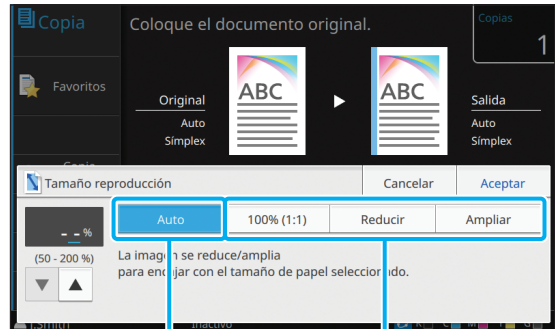 Copia
Coloque el documento original.
Copias
1
Favoritos
ABC
ABC
Original
Auto
Símplex
Salida
Auto
Símplex
Copia
Tamaño reproducción
Cancelar
Aceptar
- - %
(50 - 200 %)
Auto
100% (1:1)
Reducir
Ampliar
La imagen se reduce/amplia
para encajar con el tamaño de papel seleccionado.
J.Smith
Inactivo
K
C
M